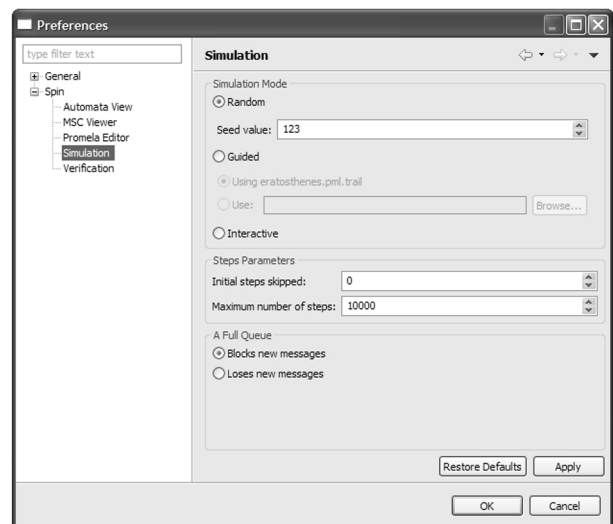 Preferences
type filter text
General
Spin
Automata View
MSC Viewer
Promela Editor
Simulation
Verification
Simulation
Simulation Mode
Random
Seed value: 123
Guided
Using eratosthenes.pml.trail
Use: Browse...
Interactive
Steps Parameters
Initial steps skipped: 0
Maximum number of steps: 10000
A Full Queue
Blocks new messages
Loses new messages
Restore Defaults Apply
OK Cancel